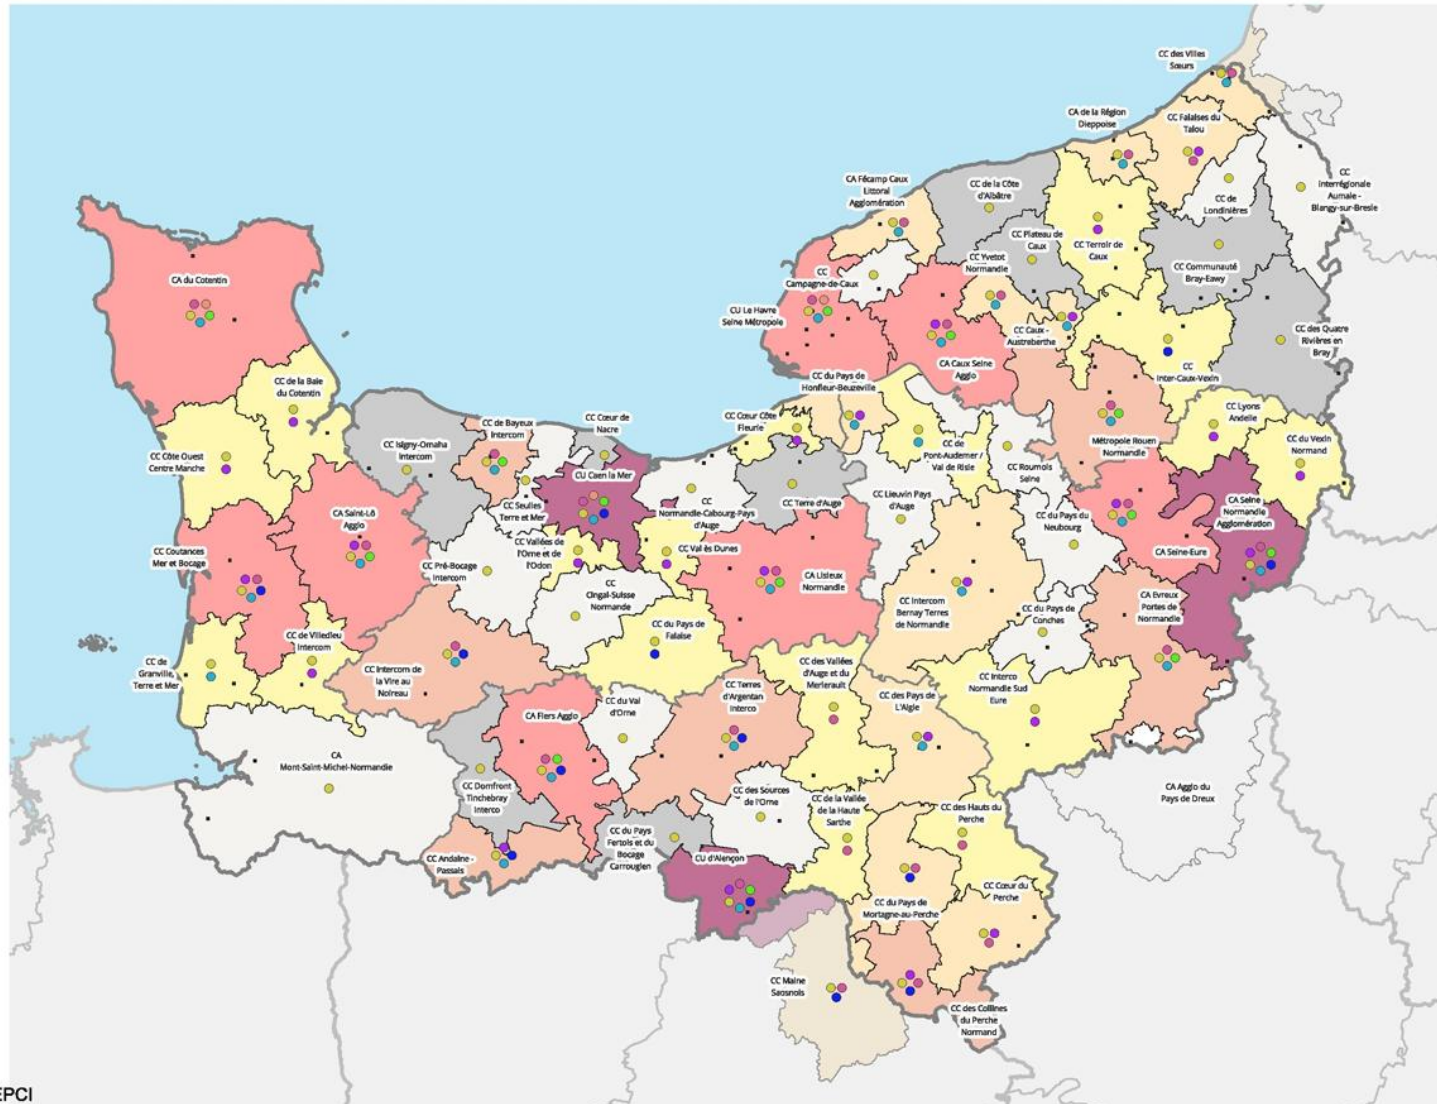 CC des Villes
Sœurs
CA de la Région
Dieppoise
CC Falaises du
Talou
CC
Interrégionale
Aumale -
Blangy-sur-Bresle
CC de
Londinières
CA Fécamp Caux
Littoral
Agglomération
CC de la Côte
d'Albâtre
CC Plateau de
Caux
CC Terroir de
Caux
CC Communauté
Bray-Eawy
CC Yvetot
Normandie
CC
Campagne-de-Caux
CU Le Havre
Seine Métropole
CC Caux -
Austreberthe
CC des Quatre
Rivières en
Bray
CA Caux Seine
Agglo
CC
Inter-Caux-Vexin
CA du Cotentin
CC de la Baie
du Cotentin
CC du Pays de
Honfleur-Beuzeville
CC Cœur Côte
Fleurie
CC Cœur de
Nacre
CC de Bayeux
Intercom
CC Isigny-Omaha
Intercom
CC Côte Ouest
Centre Manche
CC Lyons
Andelle
CC du Vexin
Normand
Métropole Rouen
Normandie
CC de
Pont-Audemer /
Val de Risle
CC Roumois
Seine
CU Caen la Mer
CC Seulles
Terre et Mer
CC
Normandie-Cabourg-Pays
d'Auge
CC Terre d'Auge
CC Lieuvin Pays
d'Auge
CC du Pays du
Neubourg
CA Seine
Normandie
Agglomération
CA Seine-Eure
CA Saint-Lô
Agglo
CC Coutances
Mer et Bocage
CC Pré-Bocage
Intercom
CC Vallées de
l'Orne et de
l'Odon
CC Val ès Dunes
CC
Cingal-Suisse
Normande
CA Lisieux
Normandie
CC Intercom
Bernay Terres
de Normandie
CC du Pays de
Conches
CA Evreux
Portes de
Normandie
CC du Pays de
Falaise
CC de Villedieu
Intercom
CC de
Granville,
Terre et Mer
CC Intercom de
la Vire au
Noireau
CC des Vallées
d'Auge et du
Merlerault
CC Interco
Normandie Sud
Eure
CC des Pays de
L'Aigle
CC Terres
d'Argentan
Interco
CC du Val
d'Orne
CA Flers Agglo
CA
Mont-Saint-Michel-Normandie
CC Domfront
Tinchebray
Interco
CC des Sources
de l'Orne
CC de la Vallée
de la Haute
Sarthe
CC des Hauts du
Perche
CA Agglo du
Pays de Dreux
CC Andaine -
Passais
CC du Pays
Fertois et du
Bocage
Carrougien
CU d'Alençon
CC Cœur du
Perche
CC du Pays de
Mortagne-au-Perche
CC Maine
Saosnois
CC des Collines
du Perche
Normand
EPCI